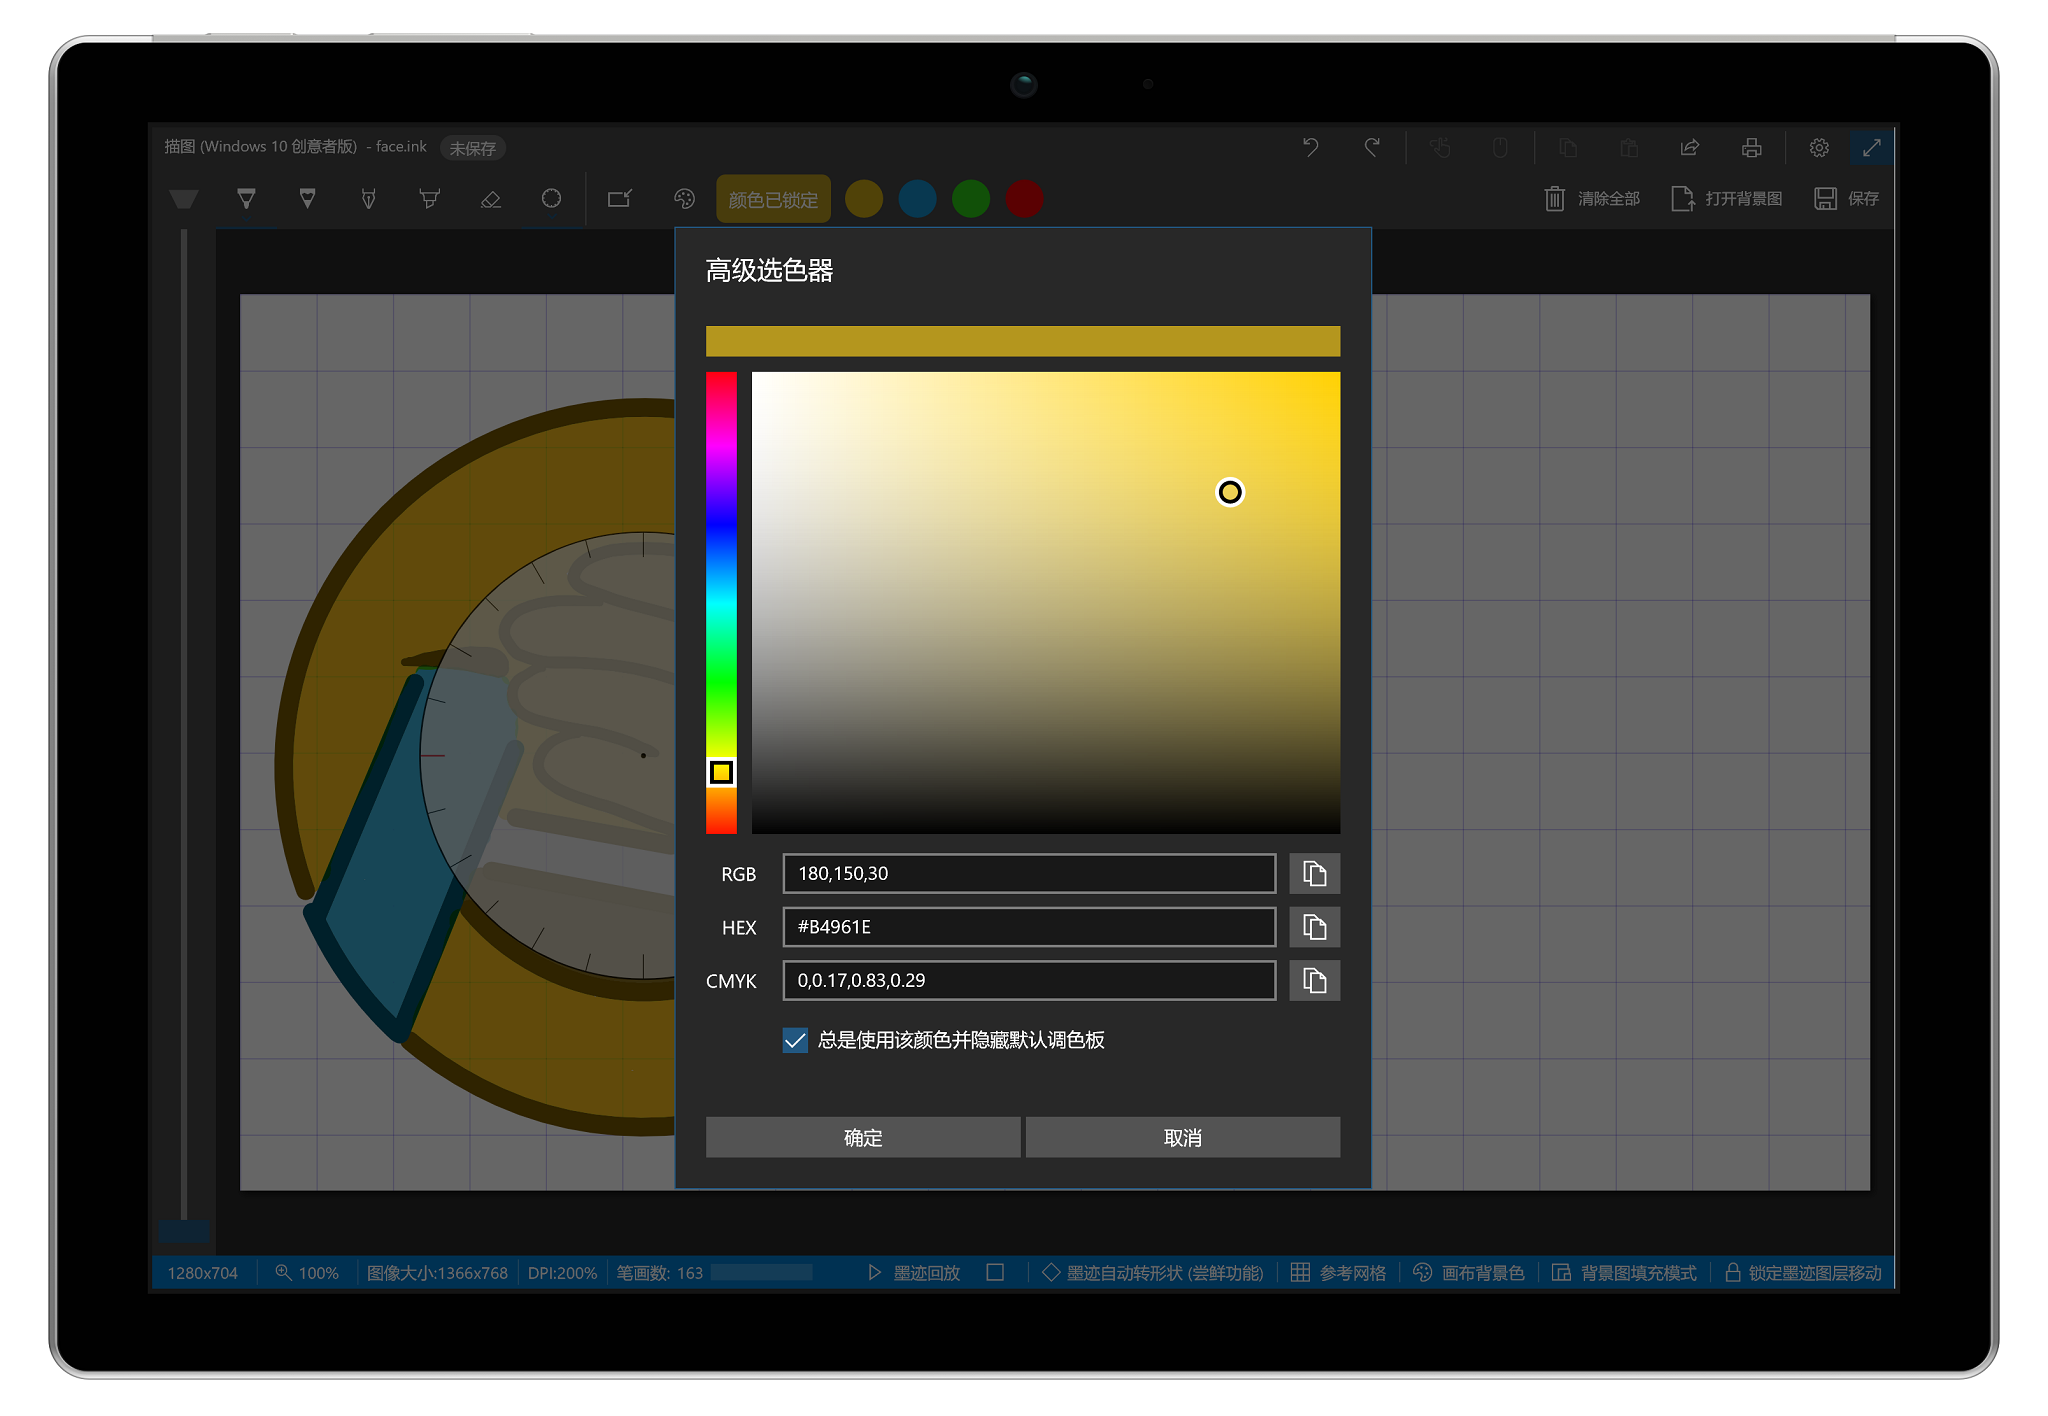 描图 (Windows 10 创意者版) - face.ink 未保存
颜色已锁定 清除全部 打开背景图 保存
高级选色器
RGB 180,150,30
HEX #B4961E
CMYK 0,0.17,0.83,0.29
总是使用该颜色并隐藏默认调色板
确定 取消
1280x704 100% 图像大小:1366x768 DPI:200% 笔画数: 163 墨迹回放 墨迹自动转形状 (尝鲜功能) 参考网格 画布背景色 背景图填充模式 锁定墨迹图层移动